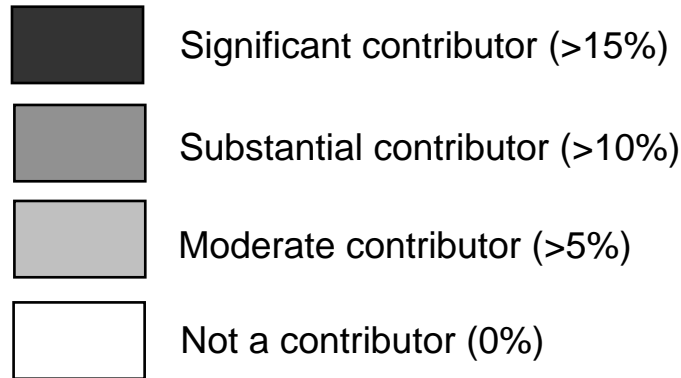 Significant contributor (>15%)
Substantial contributor (>10%)
Moderate contributor (>5%)
Not a contributor (0%)